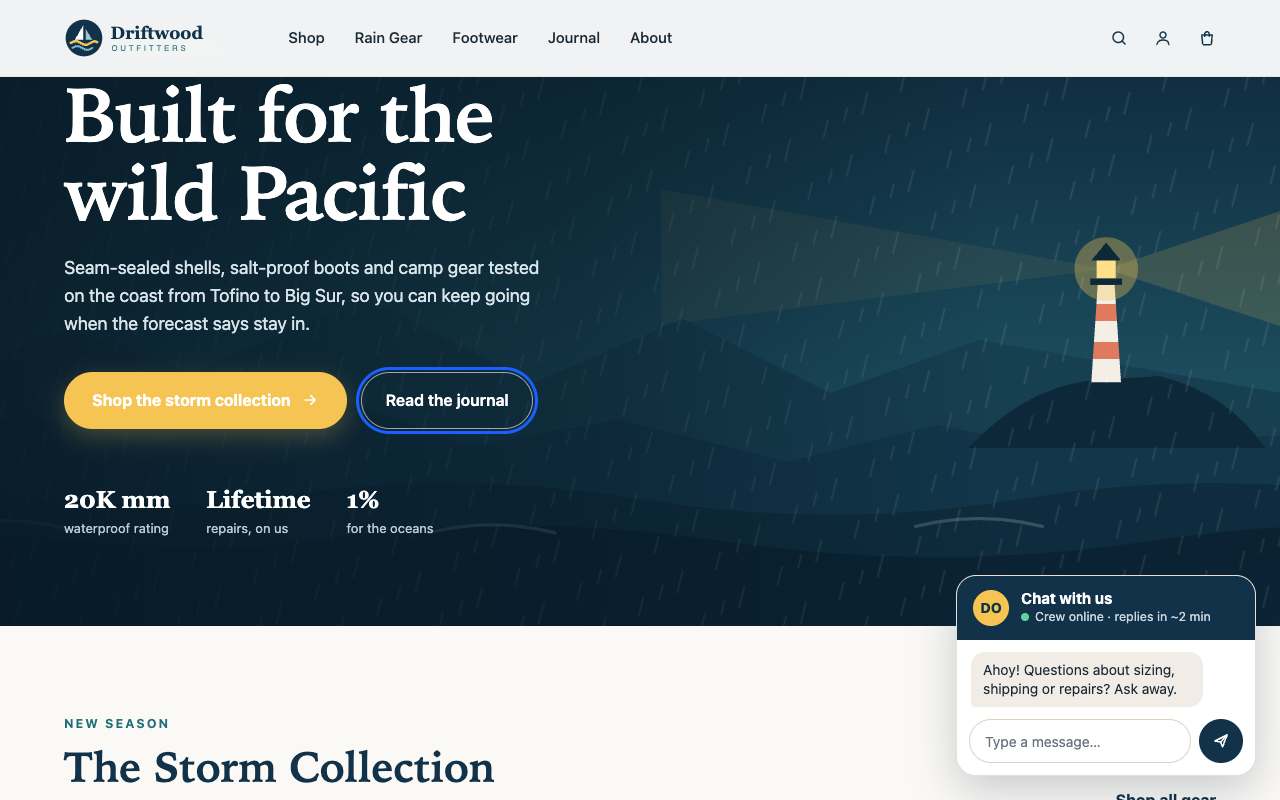 Driftwood
OUTFITTERS
Shop
Rain Gear
Footwear
Journal
About
Built for the
wild Pacific
Seam-sealed shells, salt-proof boots and camp gear tested
on the coast from Tofino to Big Sur, so you can keep going
when the forecast says stay in.
Shop the storm collection →
Read the journal
20K mm
waterproof rating
Lifetime
repairs, on us
1%
for the oceans
NEW SEASON
The Storm Collection
Shop all gear
DO
Chat with us
Crew online · replies in ~2 min
Ahoy! Questions about sizing,
shipping or repairs? Ask away.
Type a message...